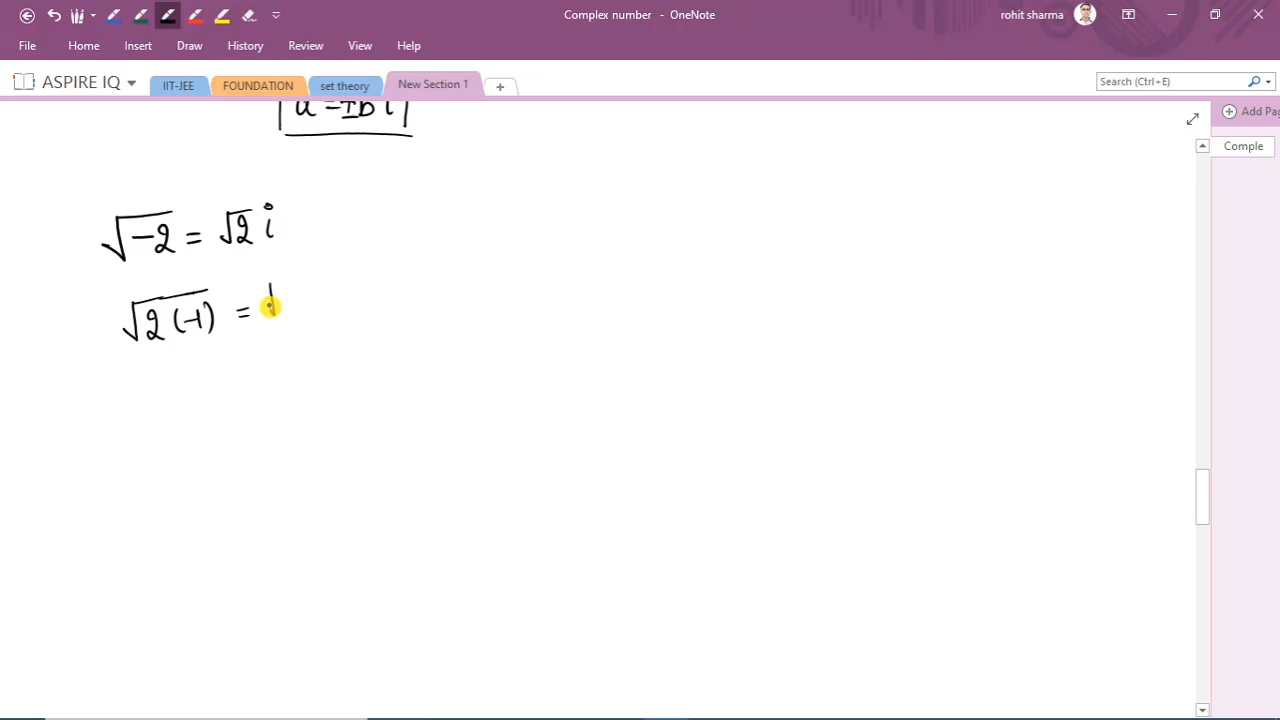 Complex number - OneNote
rohit sharma
File Home Insert Draw History Review View Help
ASPIRE IQ
IIT-JEE
FOUNDATION
set theory
New Section 1
Search (Ctrl+E)
Add Pag
Comple
√-2 = √2 i
√2(-1) =